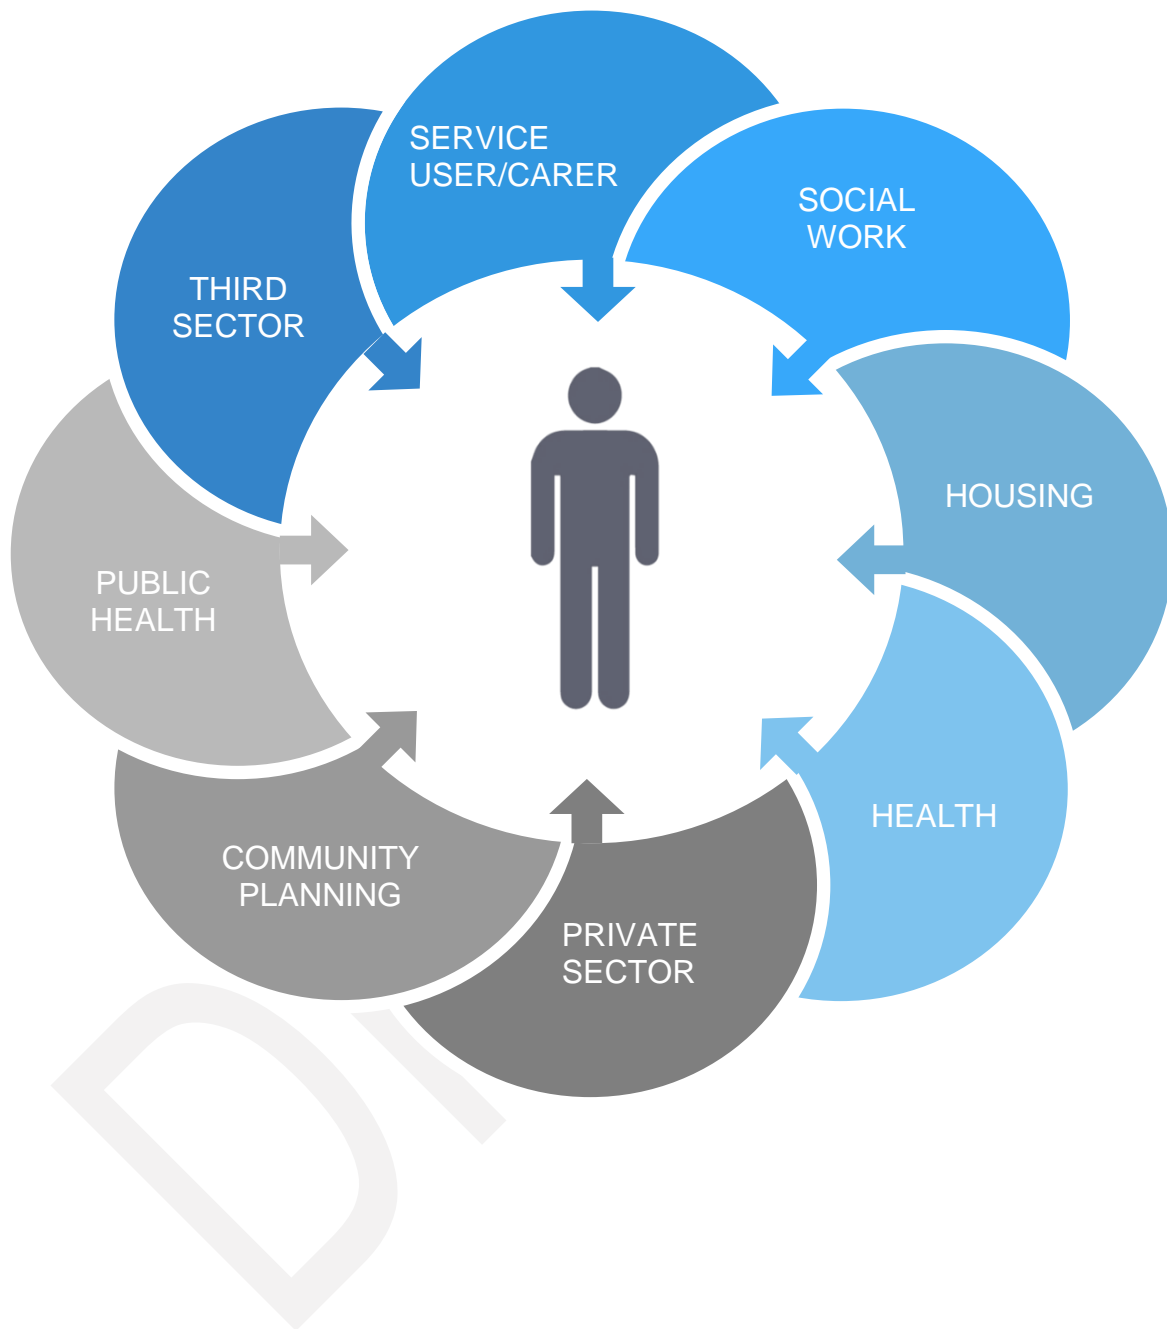 SERVICE
USER/CARER
SOCIAL
WORK
THIRD
SECTOR
HOUSING
PUBLIC
HEALTH
HEALTH
COMMUNITY
PLANNING
PRIVATE
SECTOR